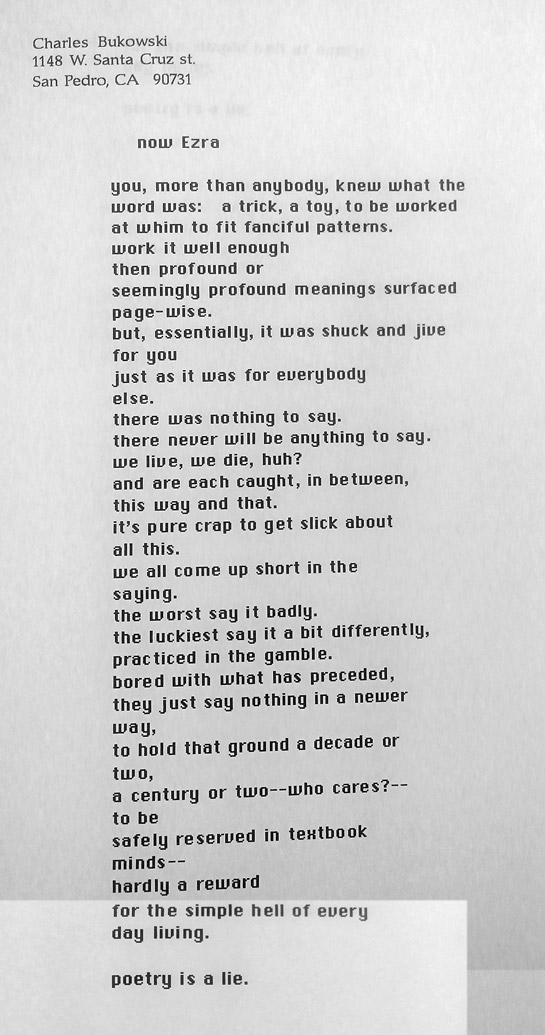 Charles Bukowski
1148 W. Santa Cruz st.
San Pedro, CA 90731
now Ezra
you, more than anybody, knew what the
word was: a trick, a toy, to be worked
at whim to fit fanciful patterns.
work it well enough
then profound or
seemingly profound meanings surfaced
page-wise.
but, essentially, it was shuck and jive
for you
just as it was for everybody
else.
there was nothing to say.
there never will be anything to say.
we live, we die, huh?
and are each caught, in between,
this way and that.
it's pure crap to get slick about
all this.
we all come up short in the
saying.
the worst say it badly.
the luckiest say it a bit differently,
practiced in the gamble.
bored with what has preceded,
they just say nothing in a newer
way,
to hold that ground a decade or
two,
a century or two--who cares?--
to be
safely reserved in textbook
minds--
hardly a reward
for the simple hell of every
day living.
poetry is a lie.